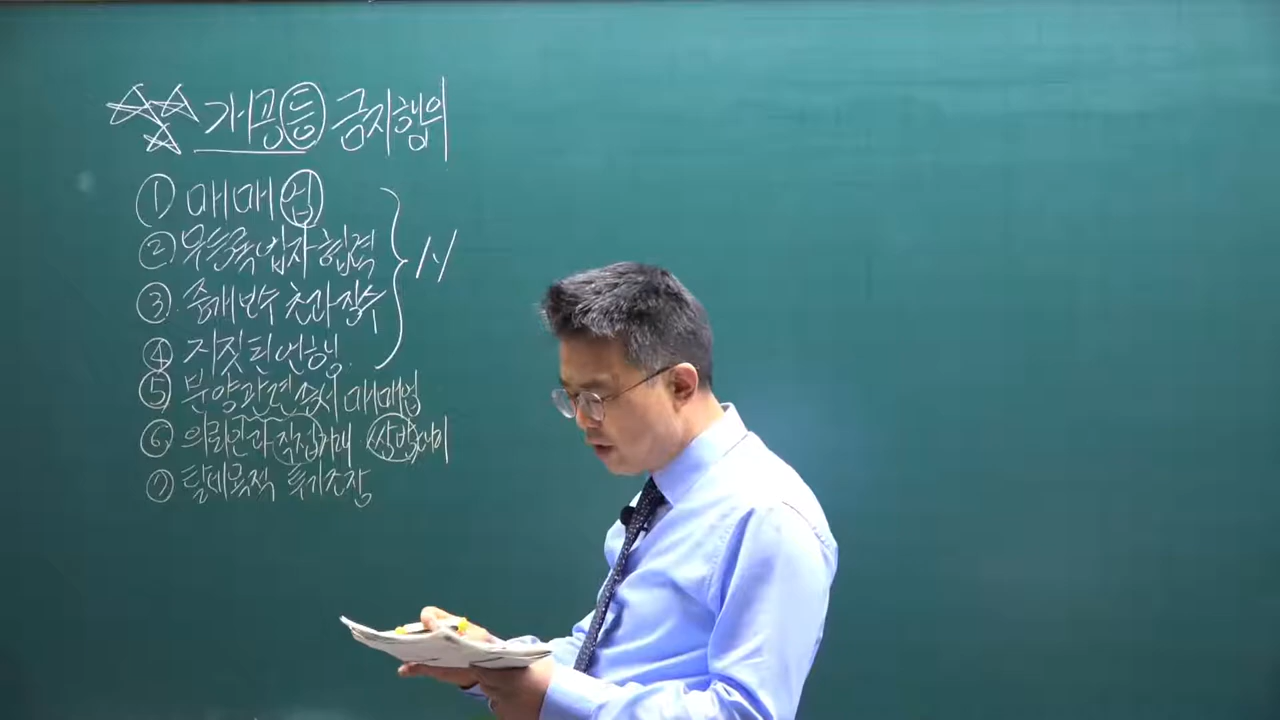 개공등 금지행위
① 매매업
② 무등록업자 협력
③ 중개보수 초과 징수
④ 거짓된 언행
1/1
⑤ 분양관련증서 매매업
⑥ 의뢰인과 직접거래 쌍방대리
⑦ 탈세목적 투기조장